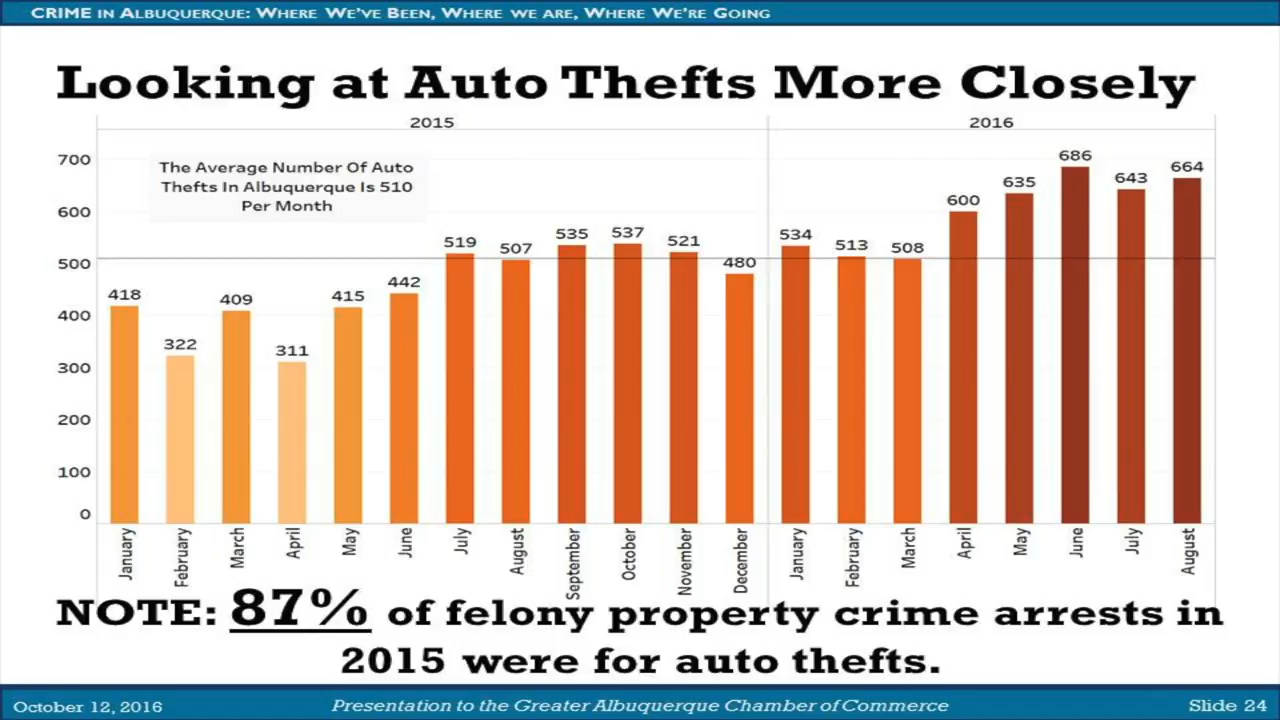 CRIME IN ALBUQUERQUE: WHERE WE'VE BEEN, WHERE WE ARE, WHERE WE'RE GOING
Looking at Auto Thefts More Closely
2015
2016
The Average Number Of Auto
Thefts In Albuquerque Is 510
Per Month
700
600
500
400
300
200
100
0
418
322
409
311
415
442
519
507
535
537
521
480
534
513
508
600
635
686
643
664
January
February
March
April
May
June
July
August
September
October
November
December
January
February
March
April
May
June
July
August
NOTE: 87% of felony property crime arrests in
2015 were for auto thefts.
October 12, 2016
Presentation to the Greater Albuquerque Chamber of Commerce
Slide 24